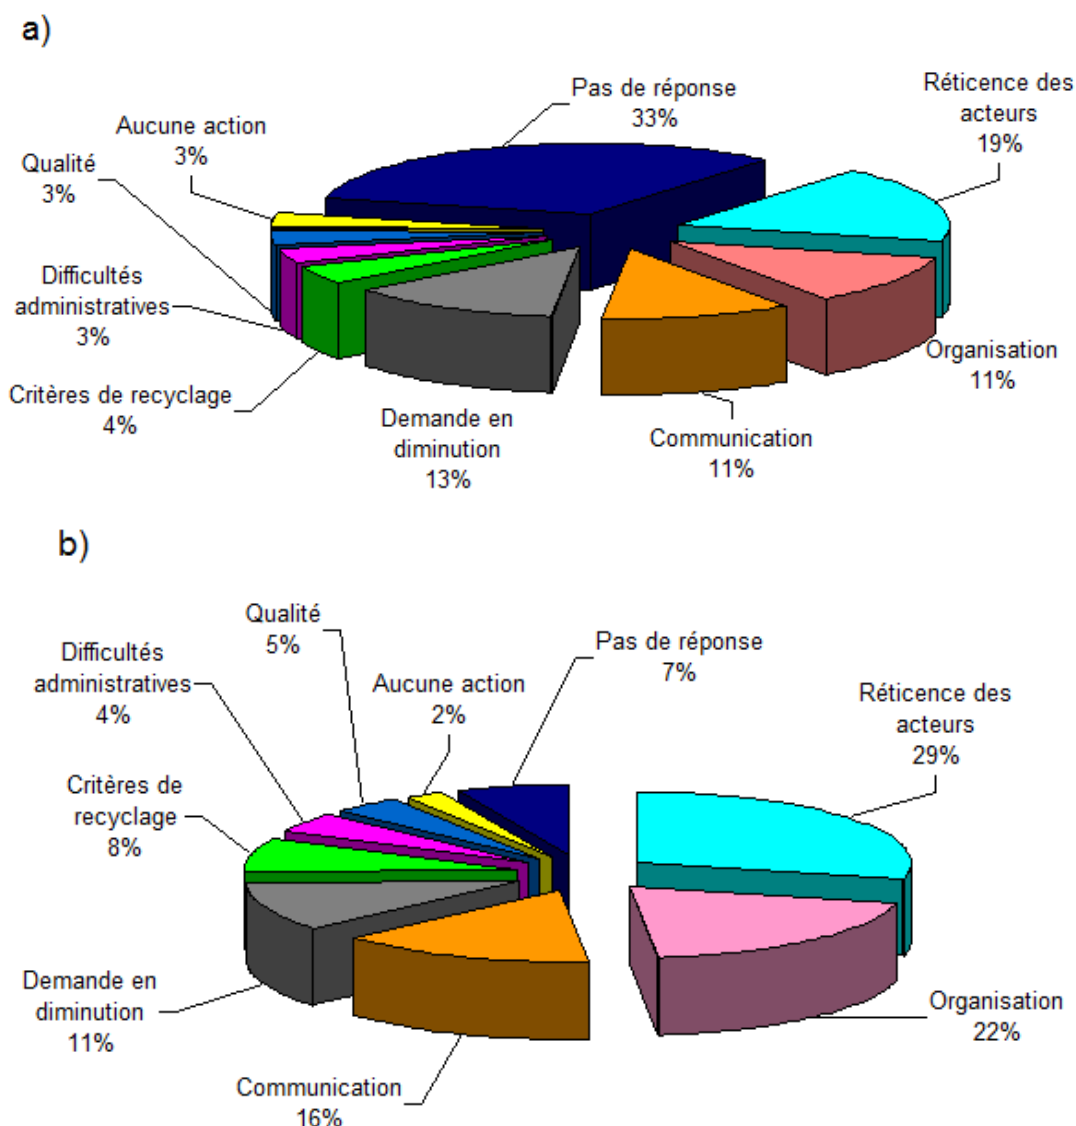 a)
Pas de réponse
33%
Réticence des
acteurs
19%
Aucune action
3%
Qualité
3%
Difficultés
administratives
3%
Organisation
11%
Critères de recyclage
4%
Demande en
diminution
13%
Communication
11%
b)
Qualité
5%
Pas de réponse
7%
Difficultés
administratives
4%
Aucune action
2%
Réticence des
acteurs
29%
Critères de
recyclage
8%
Demande en
diminution
11%
Organisation
22%
Communication
16%